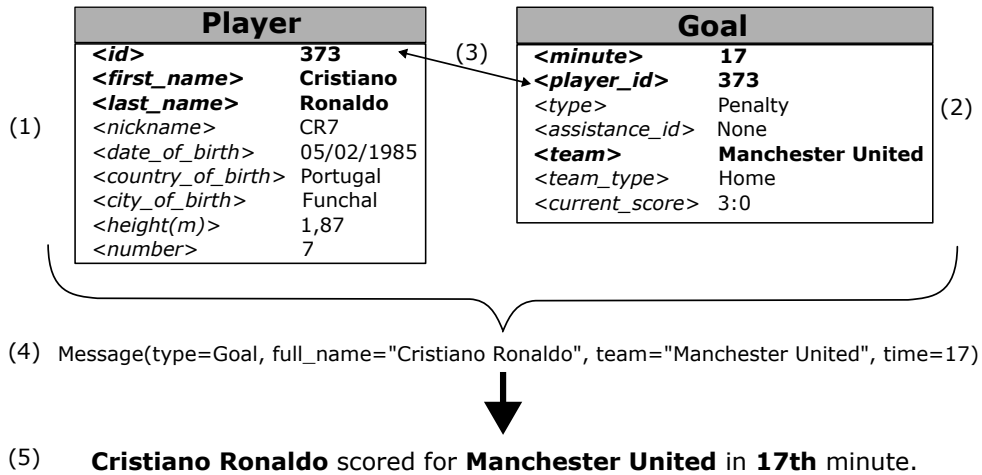 Player
<id> 373
<first_name> Cristiano
<last_name> Ronaldo
<nickname> CR7
<date_of_birth> 05/02/1985
<country_of_birth> Portugal
<city_of_birth> Funchal
<height(m)> 1,87
<number> 7
(1)
(3)
Goal
<minute> 17
<player_id> 373
<type> Penalty
<assistance_id> None
<team> Manchester United
<team_type> Home
<current_score> 3:0
(2)
(4) Message(type=Goal, full_name="Cristiano Ronaldo", team="Manchester United", time=17)
(5) Cristiano Ronaldo scored for Manchester United in 17th minute.